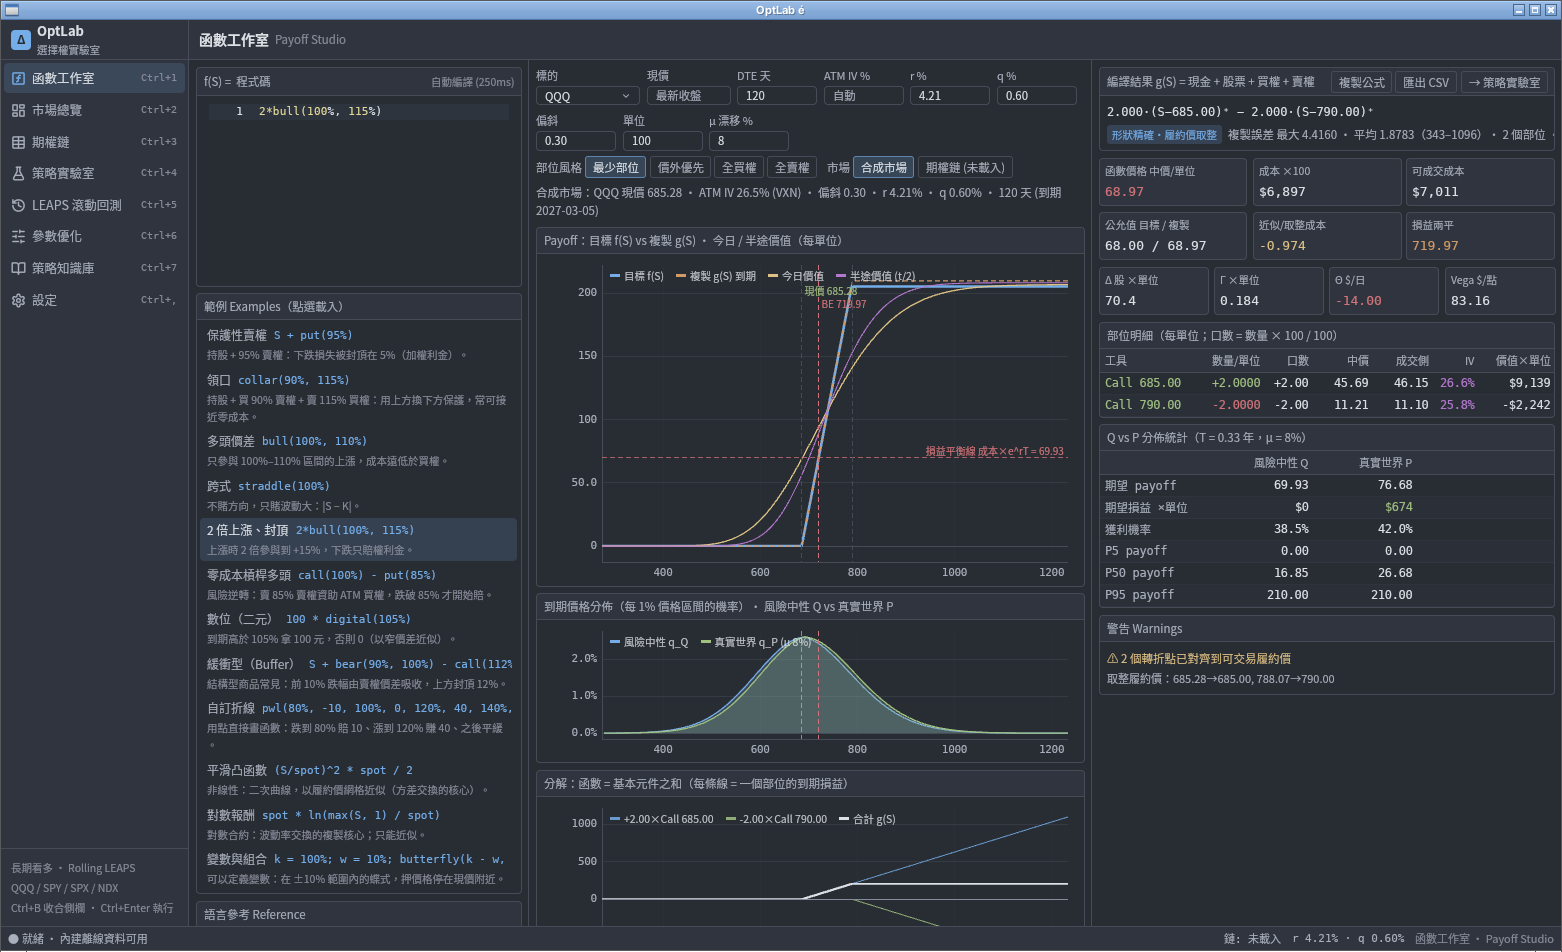 OptLab é
Δ
OptLab
選擇權實驗室
函數工作室 Ctrl+1
市場總覽 Ctrl+2
期權鏈 Ctrl+3
策略實驗室 Ctrl+4
LEAPS 滾動回測 Ctrl+5
參數優化 Ctrl+6
策略知識庫 Ctrl+7
設定 Ctrl+,
長期看多 · Rolling LEAPS
QQQ / SPY / SPX / NDX
Ctrl+B 收合側欄 · Ctrl+Enter 執行
函數工作室 Payoff Studio
f(S) = 程式碼 自動編譯 (250ms)
1 2*bull(100%, 115%)
範例 Examples（點選載入）
保護性賣權 S + put(95%)
持股 + 95% 賣權：下跌損失被封頂在 5%（加權利金）。
領口 collar(90%, 115%)
持股 + 買 90% 賣權 + 賣 115% 買權：用上方換下方保護，常可接
近零成本。
多頭價差 bull(100%, 110%)
只參與 100%–110% 區間的上漲，成本遠低於買權。
跨式 straddle(100%)
不賭方向，只賭波動大：|S − K|。
2 倍上漲、封頂 2*bull(100%, 115%)
上漲時 2 倍參與到 +15%，下跌只賠權利金。
零成本槓桿多頭 call(100%) - put(85%)
風險逆轉：賣 85% 賣權資助 ATM 買權，跌破 85% 才開始賠。
數位（二元） 100 * digital(105%)
到期高於 105% 拿 100 元，否則 0（以窄價差近似）。
緩衝型（Buffer） S + bear(90%, 100%) - call(112%
結構型商品常見：前 10% 跌幅由賣權價差吸收，上方封頂 12%。
自訂折線 pwl(80%, -10, 100%, 0, 120%, 40, 140%,
用點直接畫函數：跌到 80% 賠 10、漲到 120% 賺 40、之後平緩
。
平滑凸函數 (S/spot)^2 * spot / 2
非線性：二次曲線，以履約價網格近似（方差交換的核心）。
對數報酬 spot * ln(max(S, 1) / spot)
對數合約：波動率交換的複製核心；只能近似。
變數與組合 k = 100%; w = 10%; butterfly(k - w,
可以定義變數：在 ±10% 範圍內的蝶式，押價格停在現價附近。
語言參考 Reference
標的 現價 DTE 天 ATM IV % r % q %
QQQ 最新收盤 120 自動 4.21 0.60
偏斜 單位 μ 漂移 %
0.30 100 8
部位風格 最少部位 價外優先 全買權 全賣權 市場 合成市場 期權鏈 (未載入)
合成市場：QQQ 現價 685.28 · ATM IV 26.5% (VXN) · 偏斜 0.30 · r 4.21% · q 0.60% · 120 天 (到期
2027-03-05)
Payoff：目標 f(S) vs 複製 g(S) · 今日 / 半途價值（每單位）
目標 f(S) 複製 g(S) 到期 今日價值 半途價值 (t/2)
現價 685.28
BE 719.97
損益平衡線 成本×e^rT = 69.93
200
150
100
50.0
0
400 600 800 1000 1200
到期價格分佈（每 1% 價格區間的機率） · 風險中性 Q vs 真實世界 P
風險中性 q_Q 真實世界 q_P (μ 8%)
2.0%
1.0%
0.0%
400 600 800 1000 1200
分解：函數 = 基本元件之和（每條線 = 一個部位的到期損益）
+2.00×Call 685.00 -2.00×Call 790.00 合計 g(S)
1000
500
0
編譯結果 g(S) = 現金 + 股票 + 買權 + 賣權 複製公式 匯出 CSV → 策略實驗室
2.000·(S−685.00)⁺ − 2.000·(S−790.00)⁺
形狀精確·履約價取整 複製誤差 最大 4.4160 · 平均 1.8783（343–1096） · 2 個部位 ·
函數價格 中價/單位 成本 ×100 可成交成本
68.97 $6,897 $7,011
公允值 目標 / 複製 近似/取整成本 損益兩平
68.00 / 68.97 -0.974 719.97
Δ 股 ×單位 Γ ×單位 Θ $/日 Vega $/點
70.4 0.184 -14.00 83.16
部位明細（每單位；口數 = 數量 × 100 / 100）
工具 數量/單位 口數 中價 成交側 IV 價值×單位
Call 685.00 +2.0000 +2.00 45.69 46.15 26.6% $9,139
Call 790.00 -2.0000 -2.00 11.21 11.10 25.8% -$2,242
Q vs P 分佈統計（T = 0.33 年，μ = 8%）
風險中性 Q 真實世界 P
期望 payoff 69.93 76.68
期望損益 ×單位 $0 $674
獲利機率 38.5% 42.0%
P5 payoff 0.00 0.00
P50 payoff 16.85 26.68
P95 payoff 210.00 210.00
警告 Warnings
⚠ 2 個轉折點已對齊到可交易履約價
取整履約價：685.28→685.00, 788.07→790.00
就緒 · 內建離線資料可用 鏈: 未載入 r 4.21% · q 0.60% 函數工作室 · Payoff Studio